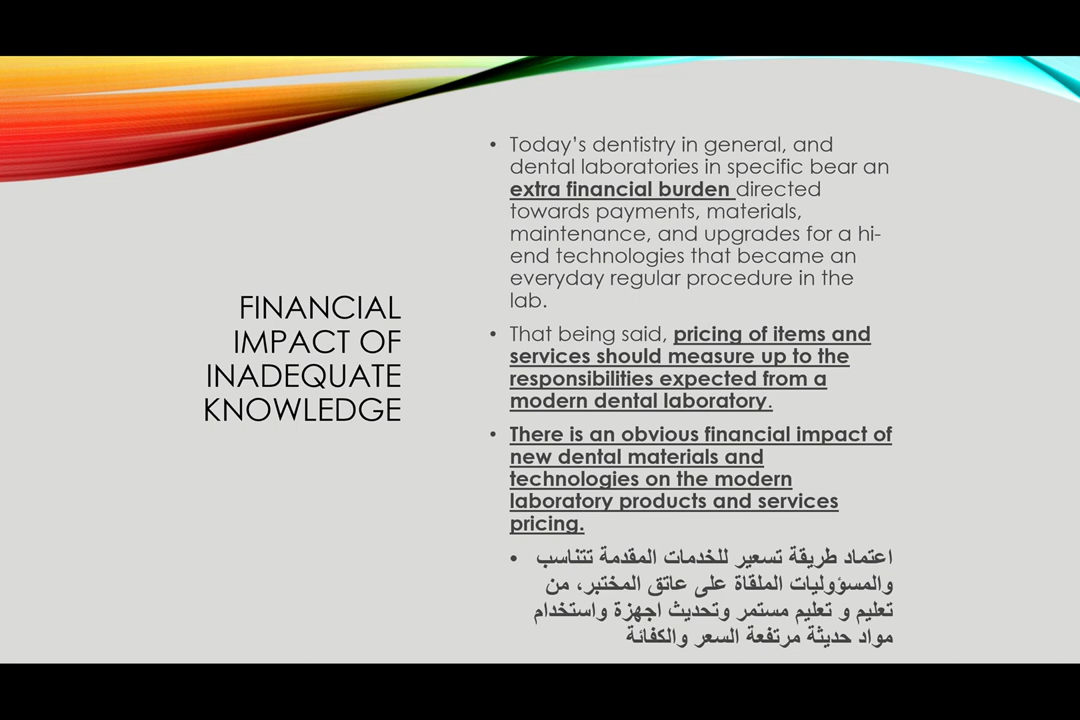 FINANCIAL
IMPACT OF
INADEQUATE
KNOWLEDGE
• Today’s dentistry in general, and
dental laboratories in specific bear an
extra financial burden directed
towards payments, materials,
maintenance, and upgrades for a hi-
end technologies that became an
everyday regular procedure in the
lab.
• That being said, pricing of items and
services should measure up to the
responsibilities expected from a
modern dental laboratory.
• There is an obvious financial impact of
new dental materials and
technologies on the modern
laboratory products and services
pricing.
• اعتماد طريقة تسعير للخدمات المقدمة تتناسب
والمسؤوليات الملقاة على عاتق المختبر، من
تعليم و تعليم مستمر وتحديث اجهزة واستخدام
مواد حديثة مرتفعة السعر والكفائة